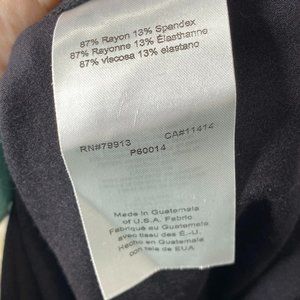 87% Rayon 13% Spandex
87% Rayonne 13% Élasthanne
87% viscosa 13% elastano
RN#79913 CA#11414
P60014
Made in Guatemala
of U.S.A. Fabric
Fabriqué au Guatemala
avec tissu des É.-U.
Hecho en Guatemala
con tela de EUA